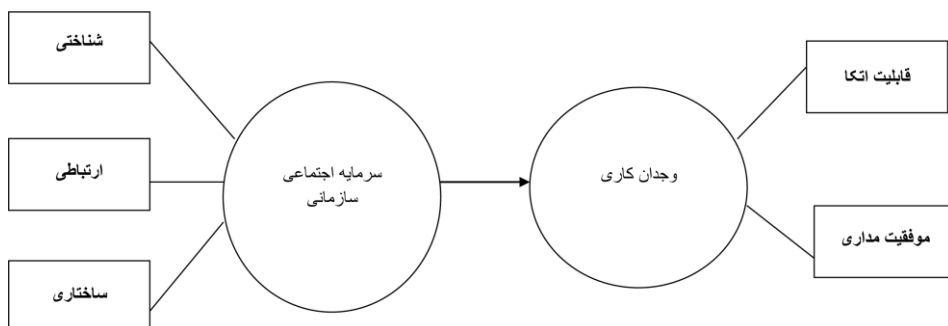 شناختی
ارتباطی
ساختاری
سرمایه اجتماعی
سازمانی
وجدان کاری
قابلیت اتکا
موفقیت مداری